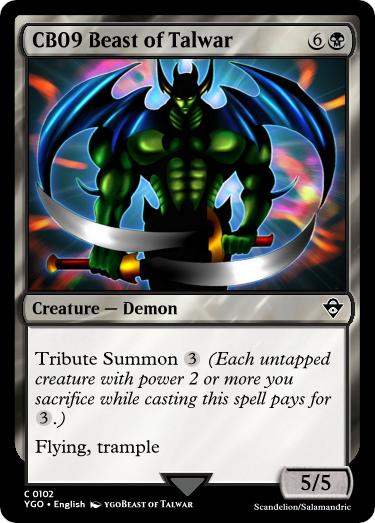 CB09 Beast of Talwar 6
Creature — Demon
Tribute Summon 3 (Each untapped
creature with power 2 or more you
sacrifice while casting this spell pays for
3.)
Flying, trample
5/5
C 0102
YGO • English YGOBEAST OF TALWAR
Scandelion/Salamandric